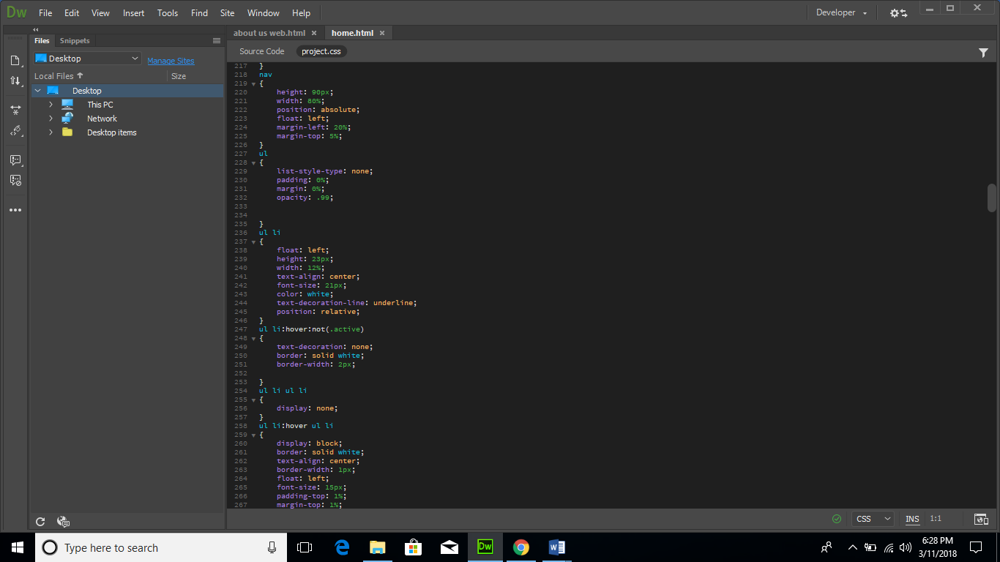 Dw File Edit View Insert Tools Find Site Window Help Developer
Files Snippets
about us web.html × home.html ×
Desktop Manage Sites
Source Code project.css
Local Files ↑ Size
Desktop
This PC
Network
Desktop items
217 }
218 nav
219 {
220 height: 90px;
221 width: 80%;
222 position: absolute;
223 float: left;
224 margin-left: 20%;
225 margin-top: 5%;
226 }
227 ul
228 {
229 list-style-type: none;
230 padding: 0%;
231 margin: 0%;
232 opacity: .99;
233
234
235 }
236 ul li
237 {
238 float: left;
239 height: 23px;
240 width: 12%;
241 text-align: center;
242 font-size: 21px;
243 color: white;
244 text-decoration-line: underline;
245 position: relative;
246 }
247 ul li:hover:not(.active)
248 {
249 text-decoration: none;
250 border: solid white;
251 border-width: 2px;
252
253 }
254 ul li ul li
255 {
256 display: none;
257 }
258 ul li:hover ul li
259 {
260 display: block;
261 border: solid white;
262 text-align: center;
263 border-width: 1px;
264 float: left;
265 font-size: 15px;
266 padding-top: 1%;
267 margin-top: 1%;
CSS INS 1:1
Type here to search
Dw
6:28 PM
3/11/2018